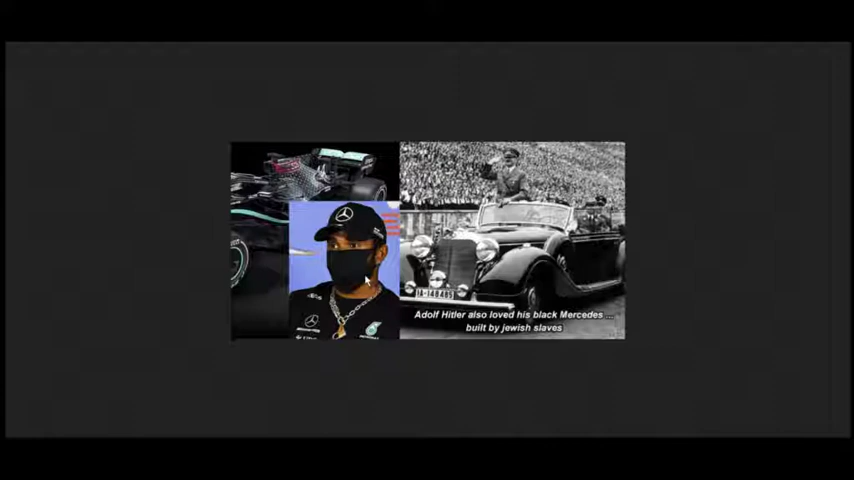 Adolf Hitler also loved his black Mercedes ...
built by jewish slaves